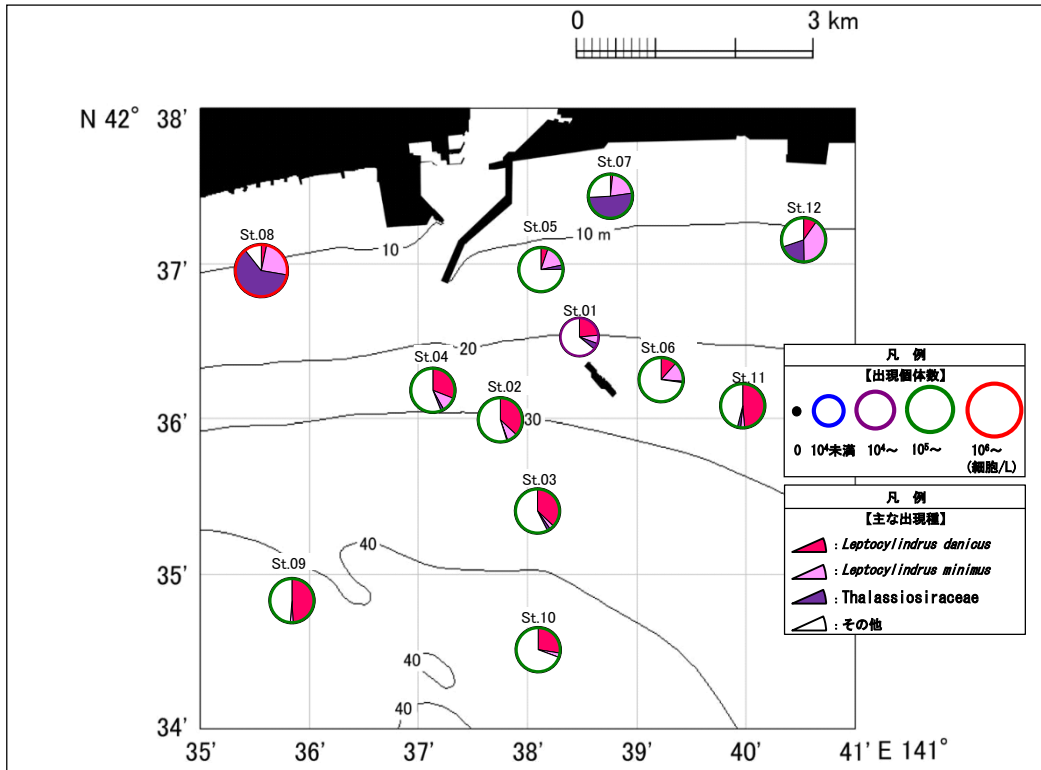 0 3 km
N 42° 38'
St.07
St.12
St.05
St.08
10
10 m
37'
St.01
20
St.04
St.06
St.11
St.02
36'
30
St.03
40
St.09
35'
St.10
40
40
34'
35' 36' 37' 38' 39' 40' 41' E 141°
凡 例
【出現個体数】
0 10⁴未満 10⁴~ 10⁵~ 10⁶~
(細胞/L)
凡 例
【主な出現種】
: Leptocylindrus danicus
: Leptocylindrus minimus
: Thalassiosiraceae
: その他